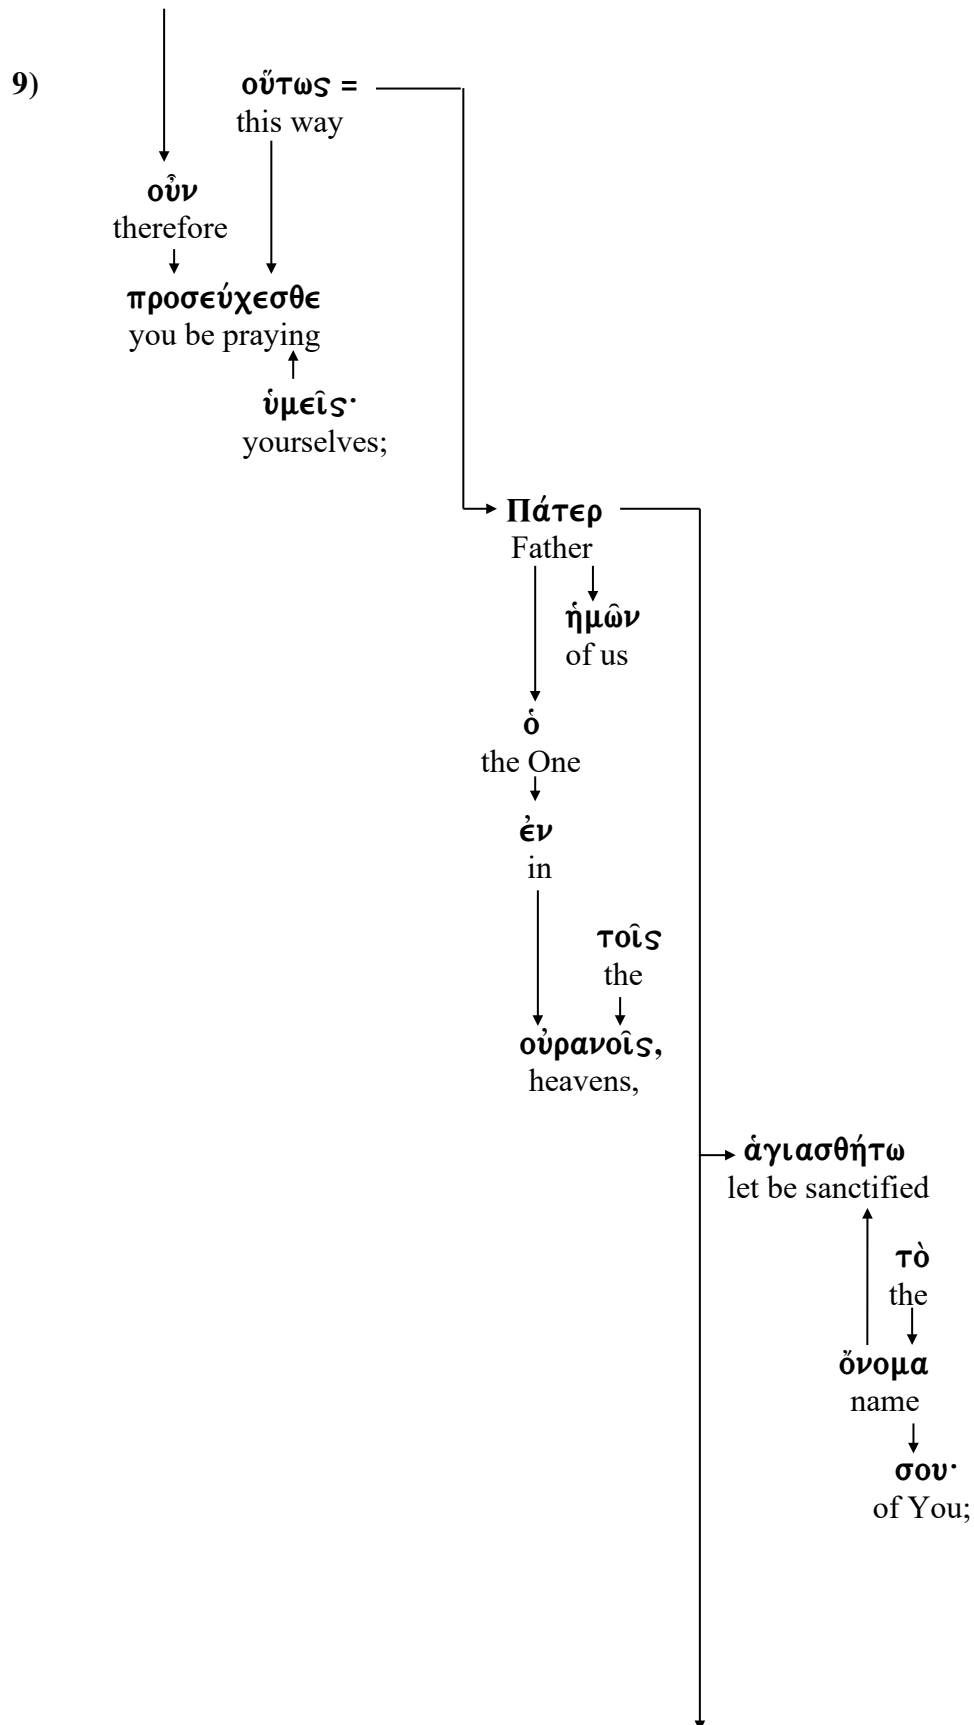 9) οὕτως =
this way
οὖν
therefore
προσεύχεσθε
you be praying
ὑμεῖς·
yourselves;
Πάτερ
Father
ἡμῶν
of us
ὁ
the One
ἐν
in
τοῖς
the
οὐρανοῖς,
heavens,
ἁγιασθήτω
let be sanctified
τὸ
the
ὄνομα
name
σου·
of You;